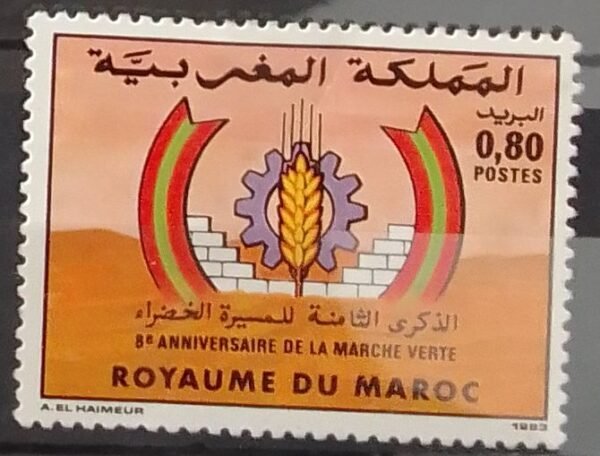 المملكة المغربية
البريد
0,80
POSTES
الذكرى الثامنة للمسيرة الخضراء
8e ANNIVERSAIRE DE LA MARCHE VERTE
ROYAUME DU MAROC
A. EL HAIMEUR
1983